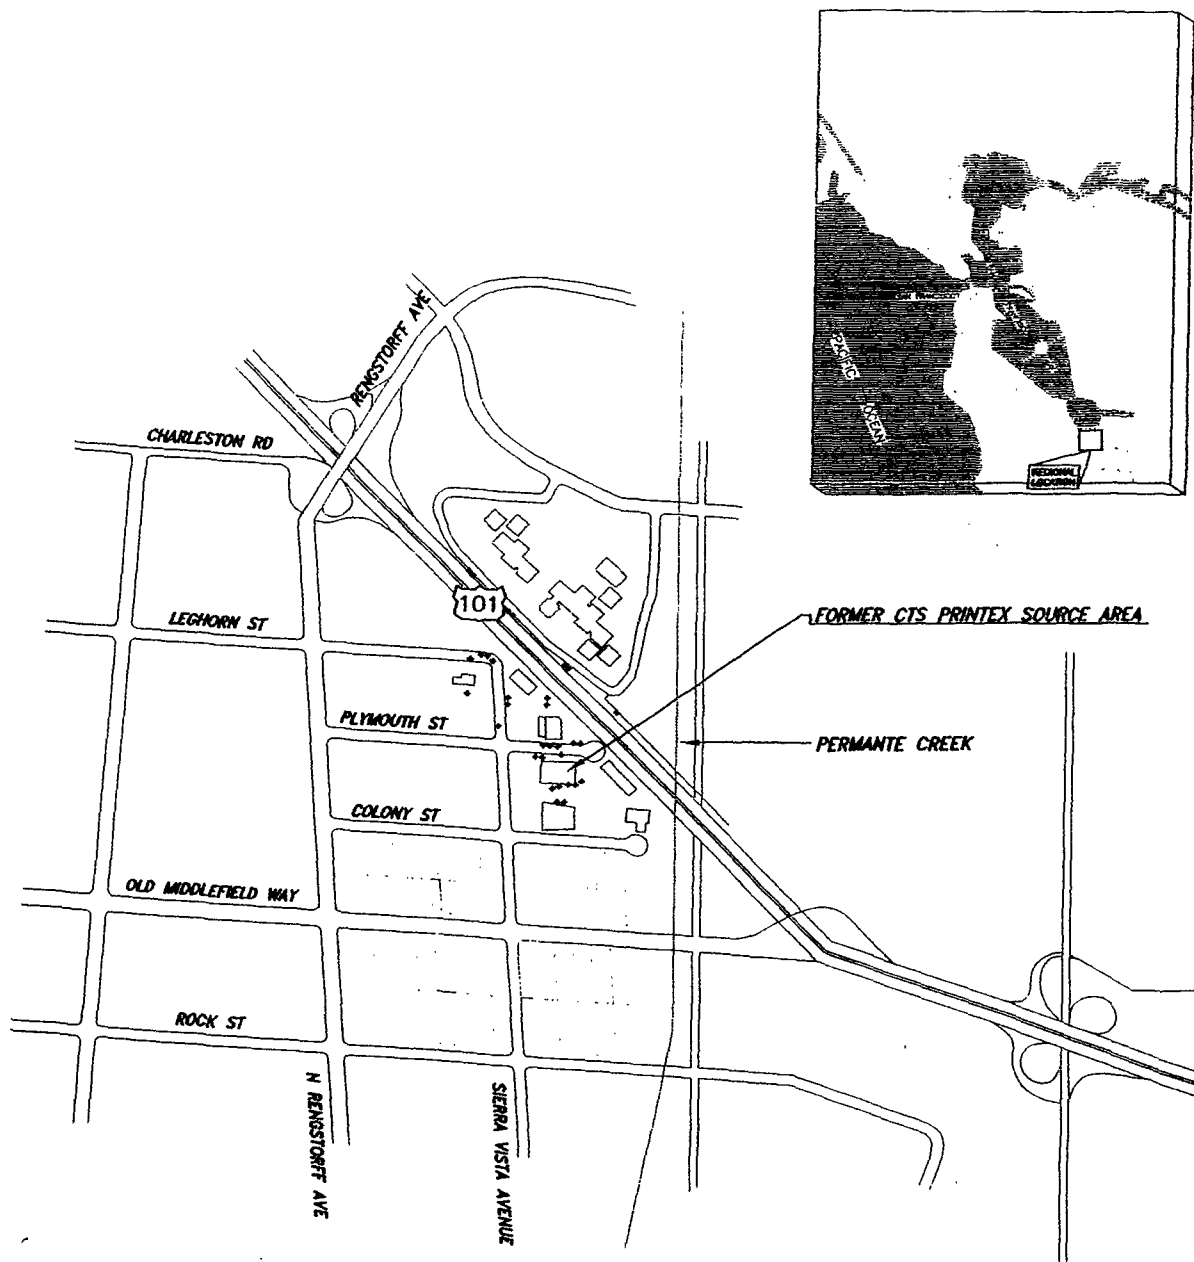 PACIFIC
OCEAN
REGIONAL
LOCATION
RENGSTORFF AVE
CHARLESTON RD
101
LEGHORN ST
FORMER CTS PRINTEX SOURCE AREA
PLYMOUTH ST
PERMANTE CREEK
COLONY ST
OLD MIDDLEFIELD WAY
ROCK ST
N RENGSTORFF AVE
SIERRA VISTA AVENUE